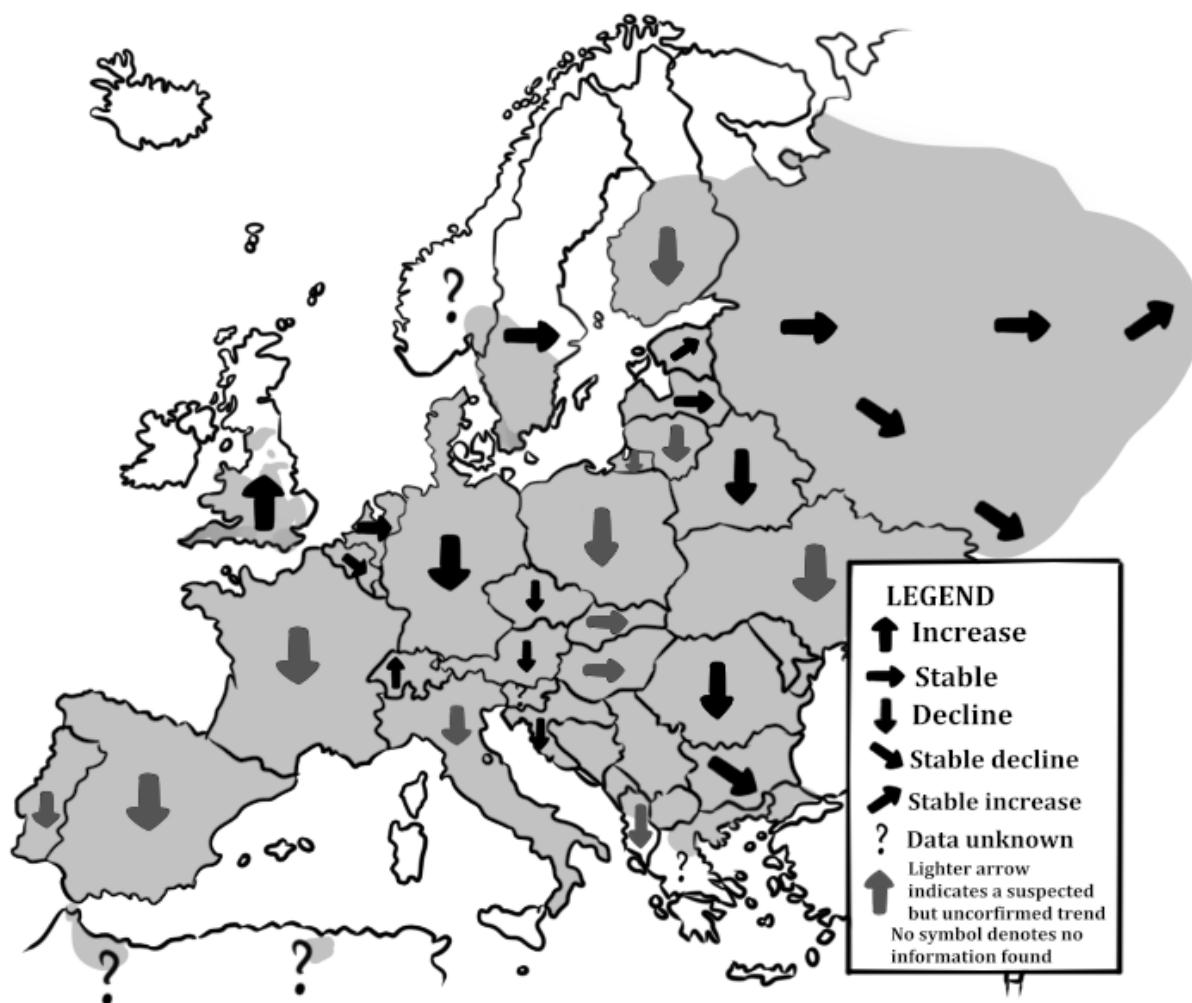 ?
?
?
?
LEGEND
Increase
Stable
Decline
Stable decline
Stable increase
? Data unknown
Lighter arrow
indicates a suspected
but uncorfirmed trend
No symbol denotes no
information found